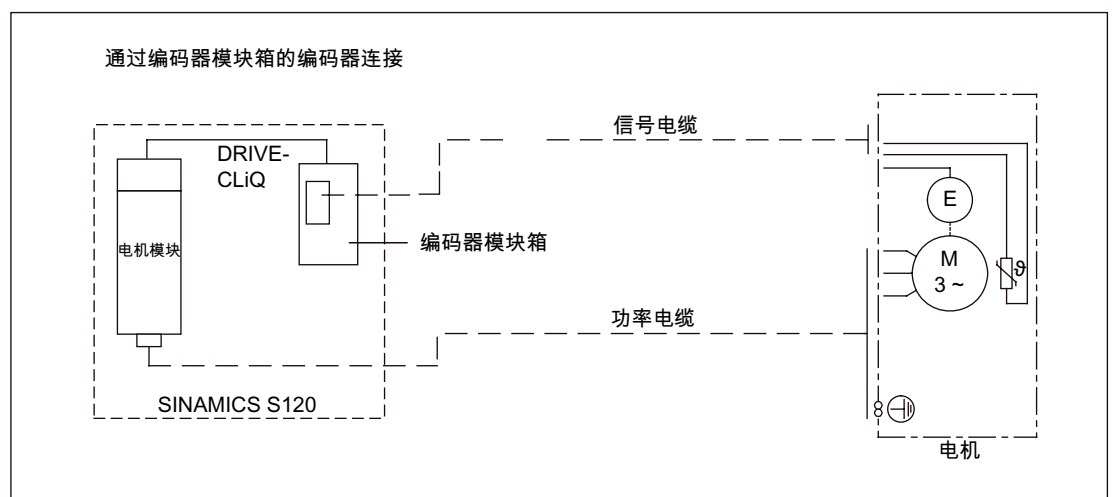 通过编码器模块箱的编码器连接
信号电缆
DRIVE-
CLiQ
E
电机模块
编码器模块箱
M
3 ~
ϑ
功率电缆
SINAMICS S120
电机